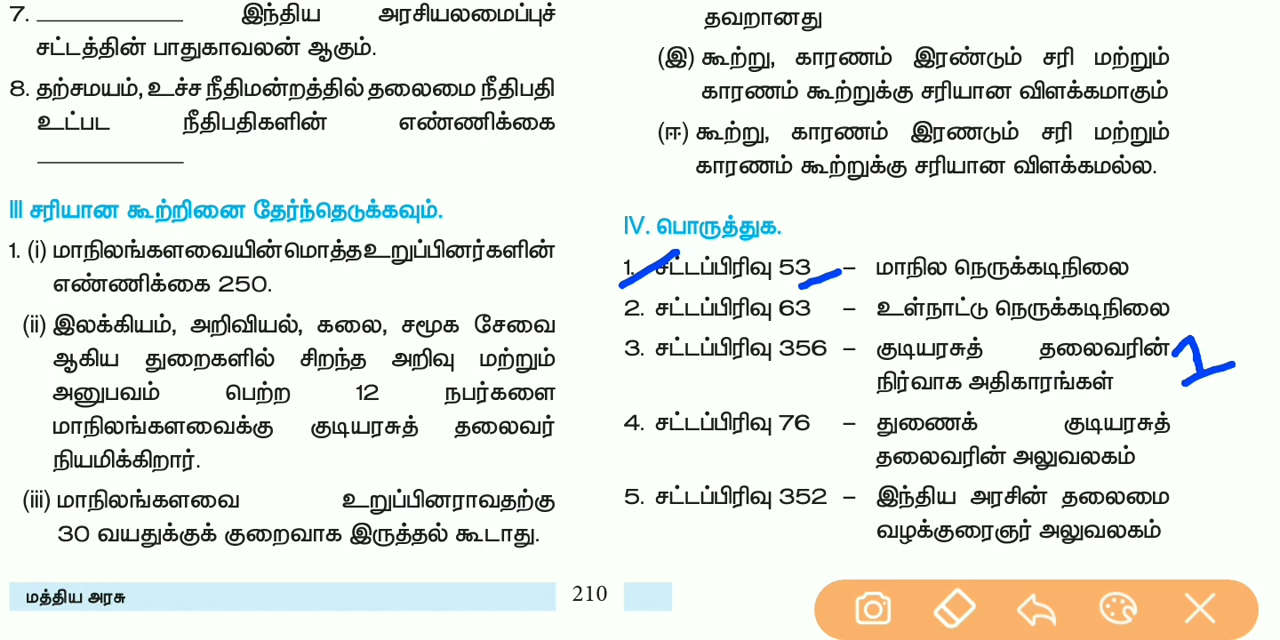 7. ____________ இந்திய அரசியலமைப்புச்
சட்டத்தின் பாதுகாவலன் ஆகும்.
8. தற்சமயம், உச்ச நீதிமன்றத்தில் தலைமை நீதிபதி
உட்பட நீதிபதிகளின் எண்ணிக்கை
____________
III சரியான கூற்றினை தேர்ந்தெடுக்கவும்.
1. (i) மாநிலங்களவையின் மொத்த உறுப்பினர்களின்
எண்ணிக்கை 250.
(ii) இலக்கியம், அறிவியல், கலை, சமூக சேவை
ஆகிய துறைகளில் சிறந்த அறிவு மற்றும்
அனுபவம் பெற்ற 12 நபர்களை
மாநிலங்களவைக்கு குடியரசுத் தலைவர்
நியமிக்கிறார்.
(iii) மாநிலங்களவை உறுப்பினராவதற்கு
30 வயதுக்குக் குறைவாக இருத்தல் கூடாது.
தவறானது
(இ) கூற்று, காரணம் இரண்டும் சரி மற்றும்
காரணம் கூற்றுக்கு சரியான விளக்கமாகும்
(ஈ) கூற்று, காரணம் இரணடும் சரி மற்றும்
காரணம் கூற்றுக்கு சரியான விளக்கமல்ல.
IV. பொருத்துக.
1. சட்டப்பிரிவு 53 – மாநில நெருக்கடிநிலை
2. சட்டப்பிரிவு 63 – உள்நாட்டு நெருக்கடிநிலை
3. சட்டப்பிரிவு 356 – குடியரசுத் தலைவரின் 1
நிர்வாக அதிகாரங்கள்
4. சட்டப்பிரிவு 76 – துணைக் குடியரசுத்
தலைவரின் அலுவலகம்
5. சட்டப்பிரிவு 352 – இந்திய அரசின் தலைமை
வழக்குரைஞர் அலுவலகம்
மத்திய அரசு 210